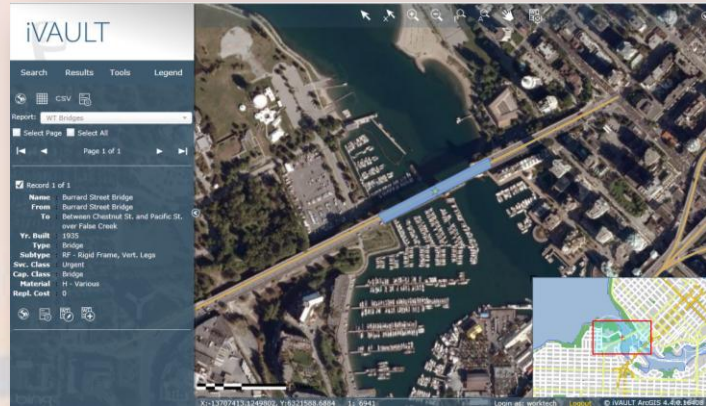 iVAULT
Search Results Tools Legend
CSV
Report: WT Bridges
Select Page Select All
Page 1 of 1
Record 1 of 1
Name Burrard Street Bridge
From Burrard Street Bridge
To Between Chestnut St. and Pacific St. over False Creek
Yr. Built 1935
Type Bridge
Subtype RF - Rigid Frame, Vert. Legs
Svc. Class Urgent
Cap. Class Bridge
Material H - Various
Repl. Cost 0
1: 6941
Login as: worktech Logout © iVAULT ArcGIS